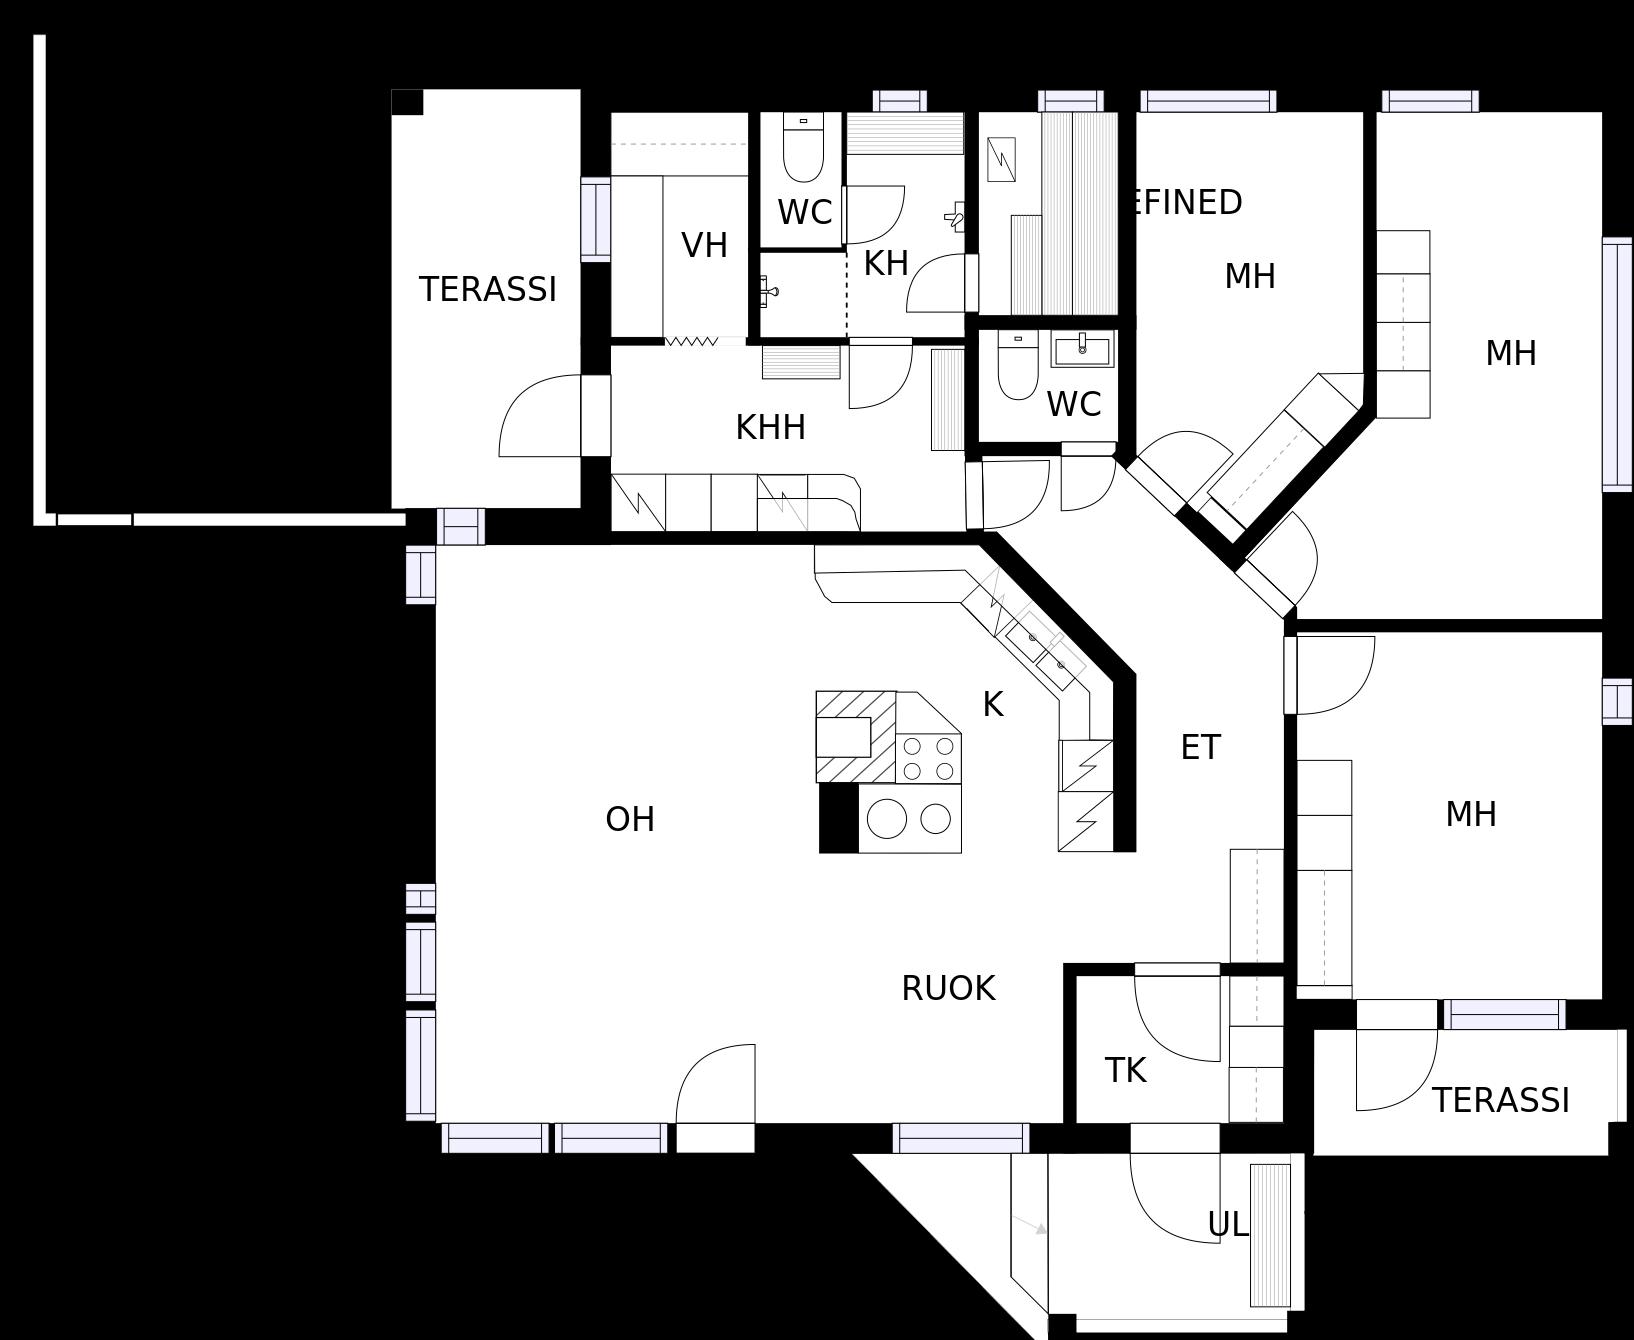 WC
EFINED
VH
KH
MH
TERASSI
MH
WC
KHH
K
ET
MH
OH
RUOK
TK
TERASSI
UL